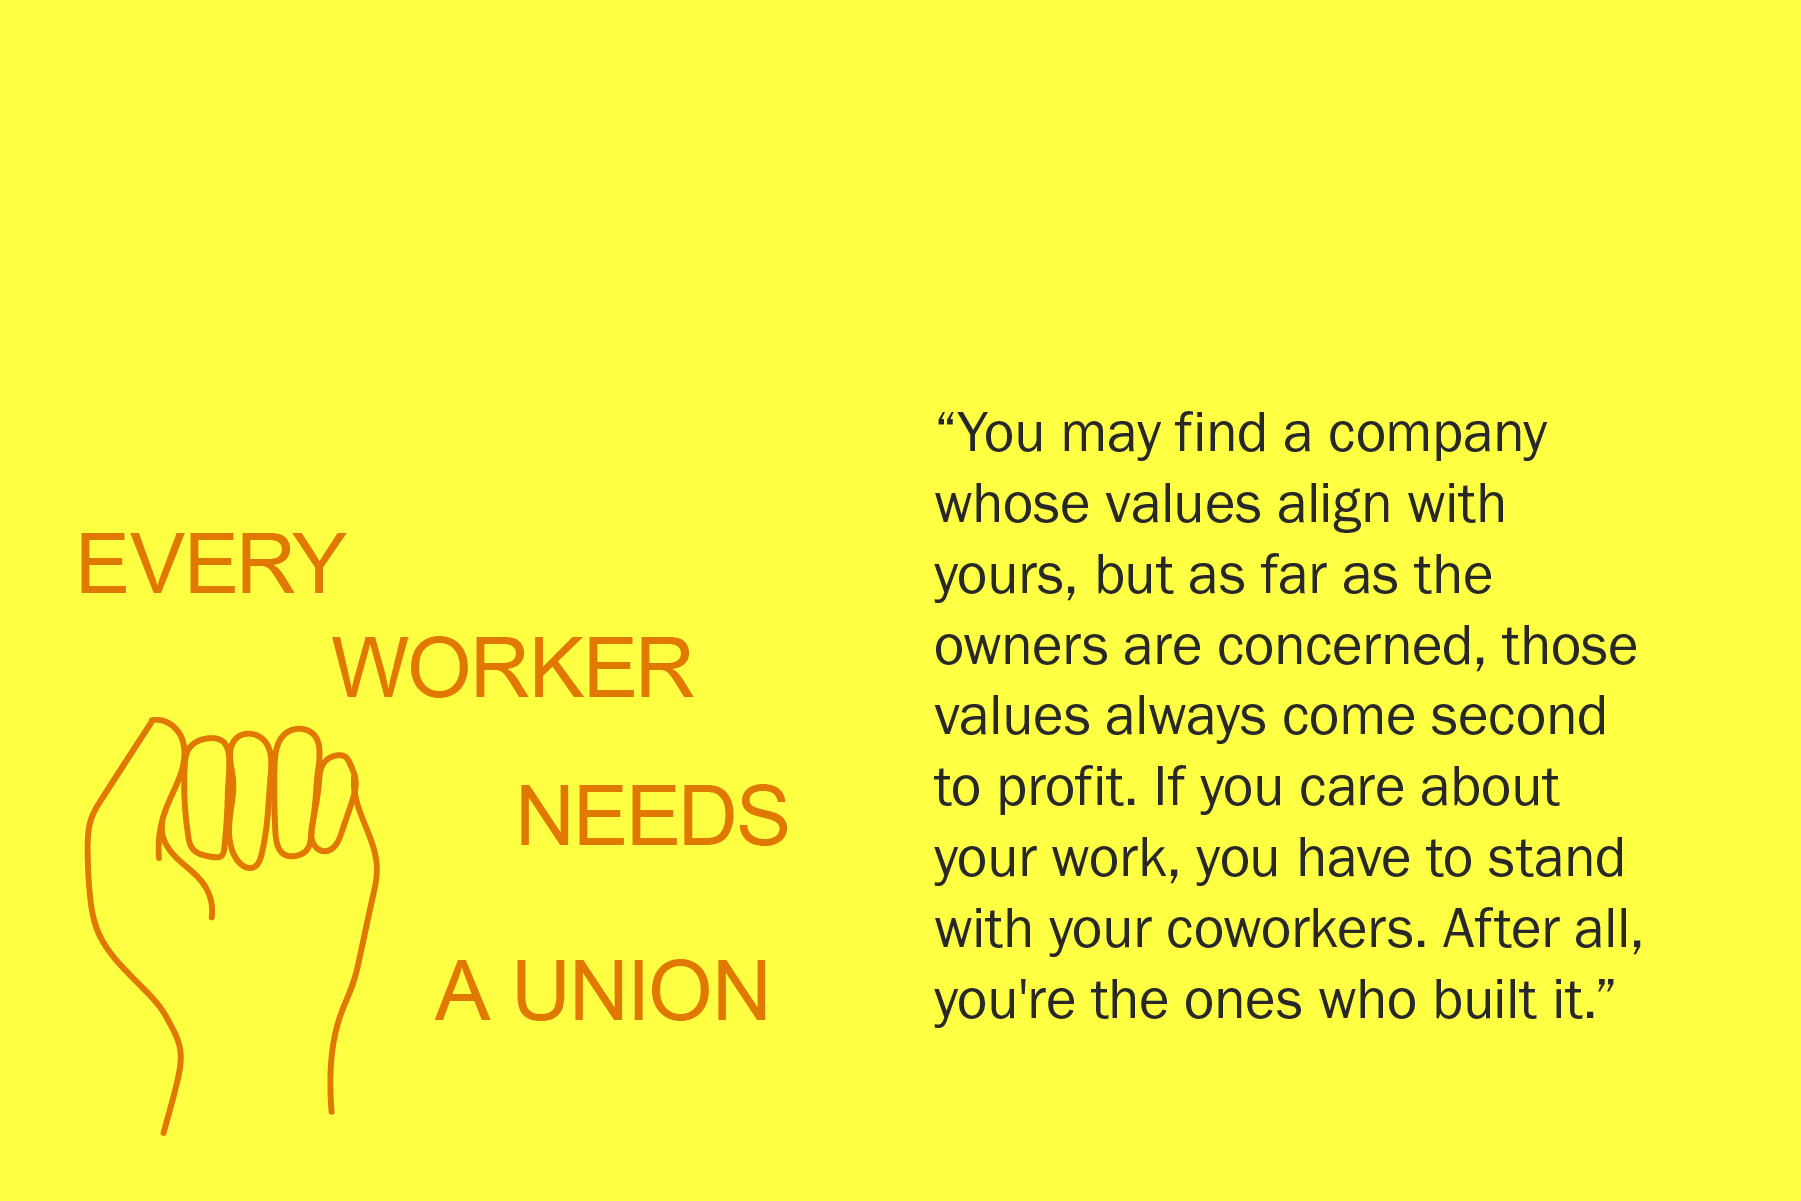 EVERY
WORKER
NEEDS
A UNION
“You may find a company
whose values align with
yours, but as far as the
owners are concerned, those
values always come second
to profit. If you care about
your work, you have to stand
with your coworkers. After all,
you're the ones who built it.”